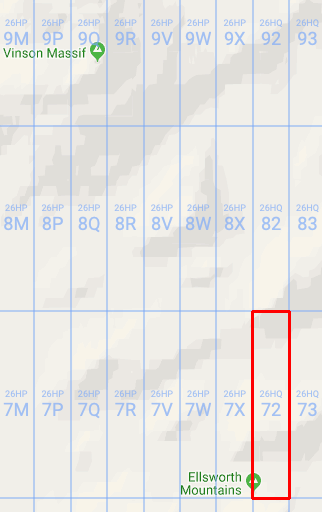 26HP 26HP 26HP 26HP 26HP 26HP 26HP 26HQ 26HQ
9M 9P 9Q 9R 9V 9W 9X 92 93
Vinson Massif
26HP 26HP 26HP 26HP 26HP 26HP 26HP 26HQ 26HQ
8M 8P 8Q 8R 8V 8W 8X 82 83
26HP 26HP 26HP 26HP 26HP 26HP 26HP 26HQ 26HQ
7M 7P 7Q 7R 7V 7W 7X 72 73
Ellsworth
Mountains